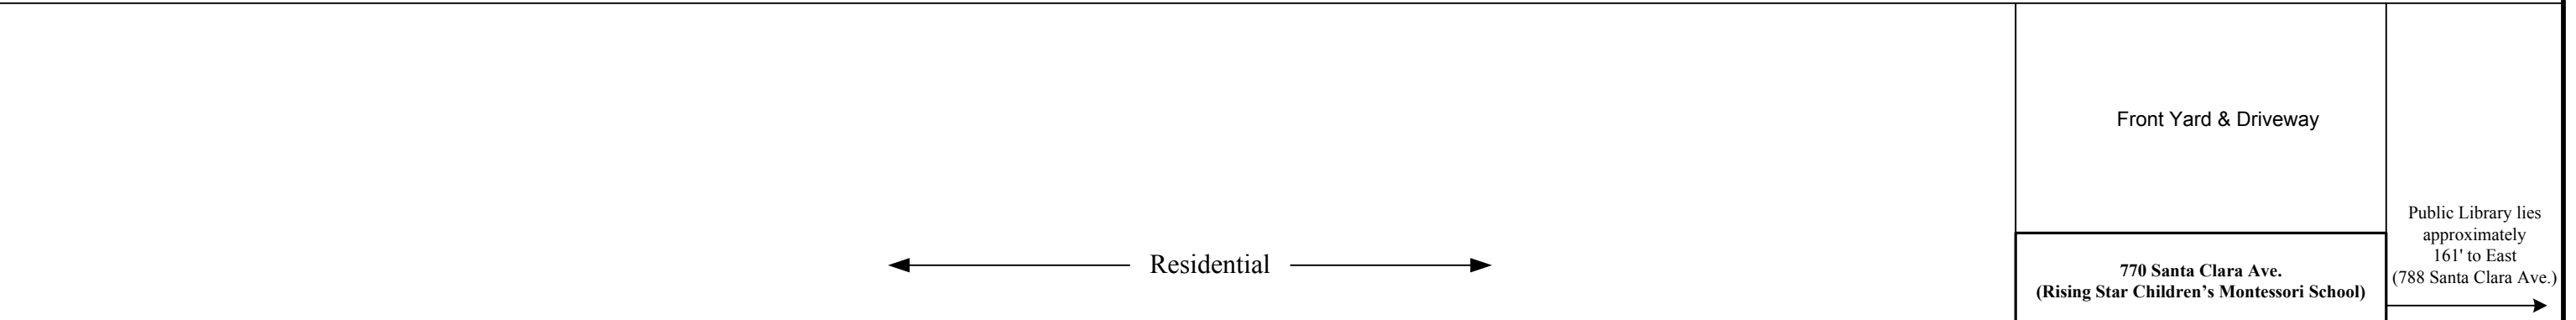 Front Yard & Driveway
Public Library lies
approximately
161' to East
(788 Santa Clara Ave.)
Residential
770 Santa Clara Ave.
(Rising Star Children’s Montessori School)